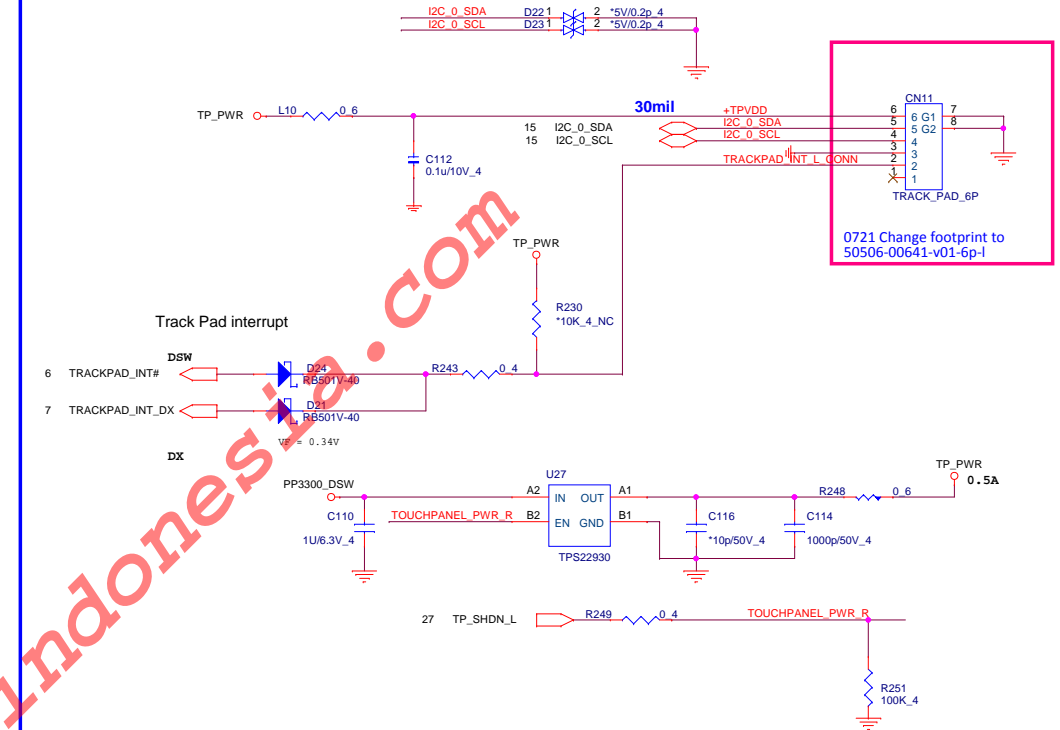 I2C_0_SDA D22 1 2 *5V/0.2p_4
I2C_0_SCL D23 1 2 *5V/0.2p_4
TP_PWR L10 0_6
30mil
C112
0.1u/10V_4
15 I2C_0_SDA
15 I2C_0_SCL
+TPVDD
I2C_0_SDA
I2C_0_SCL
TRACKPAD_INT_L_CONN
CN11
6 6 G1 7
5 5 G2 8
4 4
3 3
2 2
1 1
TRACK_PAD_6P
0721 Change footprint to
50506-00641-v01-6p-l
TP_PWR
R230
*10K_4_NC
Track Pad interrupt
DSW
6 TRACKPAD_INT#
D24
RB501V-40
R243 0_4
7 TRACKPAD_INT_DX
D21
RB501V-40
VF = 0.34V
DX
PP3300_DSW
C110
1U/6.3V_4
TOUCHPANEL_PWR_R
U27
A2 IN OUT A1
B2 EN GND B1
TPS22930
C116
*10p/50V_4
C114
1000p/50V_4
R248 0_6
TP_PWR
0.5A
27 TP_SHDN_L R249 0_4 TOUCHPANEL_PWR_R
R251
100K_4
indonesia.com